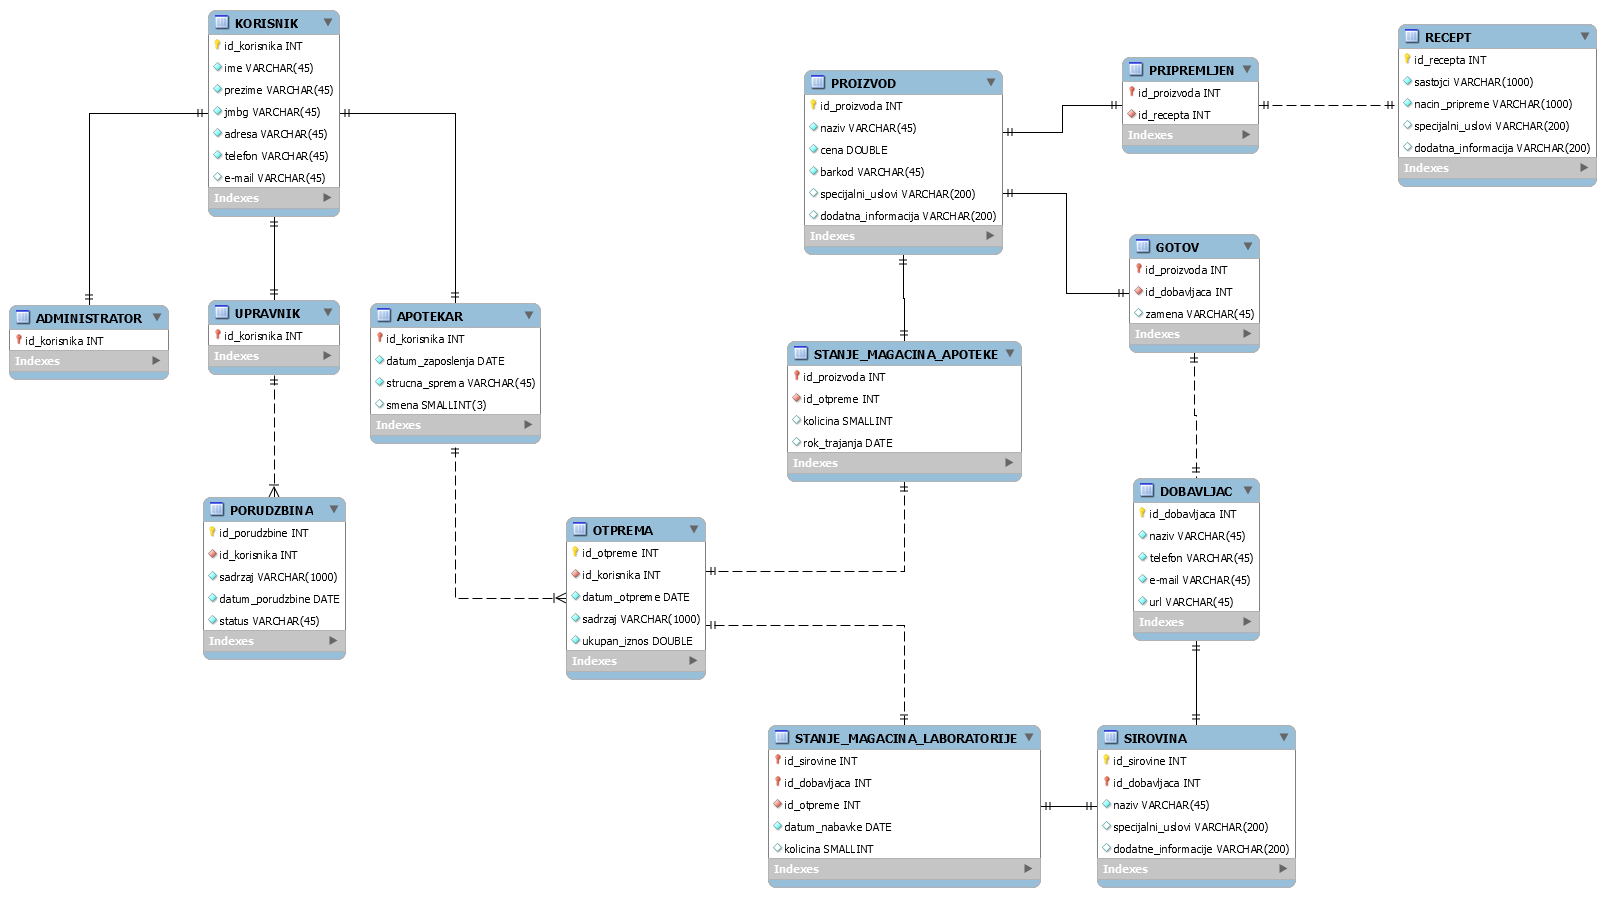 KORISNIK
id_korisnika INT
ime VARCHAR(45)
prezime VARCHAR(45)
jmbg VARCHAR(45)
adresa VARCHAR(45)
telefon VARCHAR(45)
e-mail VARCHAR(45)
Indexes
ADMINISTRATOR
id_korisnika INT
Indexes
UPRAVNIK
id_korisnika INT
Indexes
APOTEKAR
id_korisnika INT
datum_zaposlenja DATE
strucna_sprema VARCHAR(45)
smena SMALLINT(3)
Indexes
PORUDZBINA
id_porudzbine INT
id_korisnika INT
sadrzaj VARCHAR(1000)
datum_porudzbine DATE
status VARCHAR(45)
Indexes
OTPREMA
id_otpreme INT
id_korisnika INT
datum_otpreme DATE
sadrzaj VARCHAR(1000)
ukupan_iznos DOUBLE
Indexes
PROIZVOD
id_proizvoda INT
naziv VARCHAR(45)
cena DOUBLE
barkod VARCHAR(45)
specijalni_uslovi VARCHAR(200)
dodatna_informacija VARCHAR(200)
Indexes
STANJE_MAGACINA_APOTEKE
id_proizvoda INT
id_otpreme INT
kolicina SMALLINT
rok_trajanja DATE
Indexes
STANJE_MAGACINA_LABORATORIJE
id_sirovine INT
id_dobavljaca INT
id_otpreme INT
datum_nabavke DATE
kolicina SMALLINT
Indexes
PRIPREMLJEN
id_proizvoda INT
id_recepta INT
Indexes
RECEPT
id_recepta INT
sastojci VARCHAR(1000)
nacin_pripreme VARCHAR(1000)
specijalni_uslovi VARCHAR(200)
dodatna_informacija VARCHAR(200)
Indexes
GOTOV
id_proizvoda INT
id_dobavljaca INT
zamena VARCHAR(45)
Indexes
DOBAVLJAC
id_dobavljaca INT
naziv VARCHAR(45)
telefon VARCHAR(45)
e-mail VARCHAR(45)
url VARCHAR(45)
Indexes
SIROVINA
id_sirovine INT
id_dobavljaca INT
naziv VARCHAR(45)
specijalni_uslovi VARCHAR(200)
dodatne_informacije VARCHAR(200)
Indexes